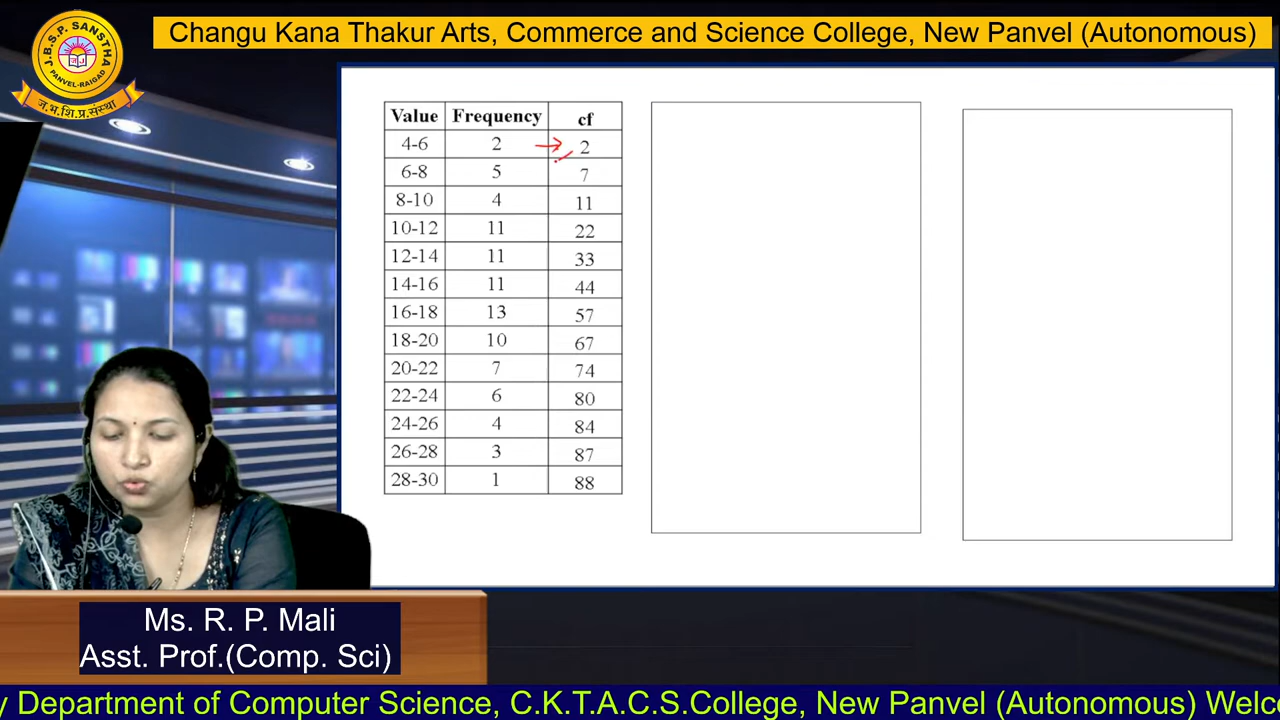 Changu Kana Thakur Arts, Commerce and Science College, New Panvel (Autonomous)
J.B.S.P. SANSTHA
PANVEL-RAIGAD
ज.भ.शि.प्र.संस्था
Value Frequency cf
4-6 2 2
6-8 5 7
8-10 4 11
10-12 11 22
12-14 11 33
14-16 11 44
16-18 13 57
18-20 10 67
20-22 7 74
22-24 6 80
24-26 4 84
26-28 3 87
28-30 1 88
Ms. R. P. Mali
Asst. Prof.(Comp. Sci)
y Department of Computer Science, C.K.T.A.C.S.College, New Panvel (Autonomous) Welco